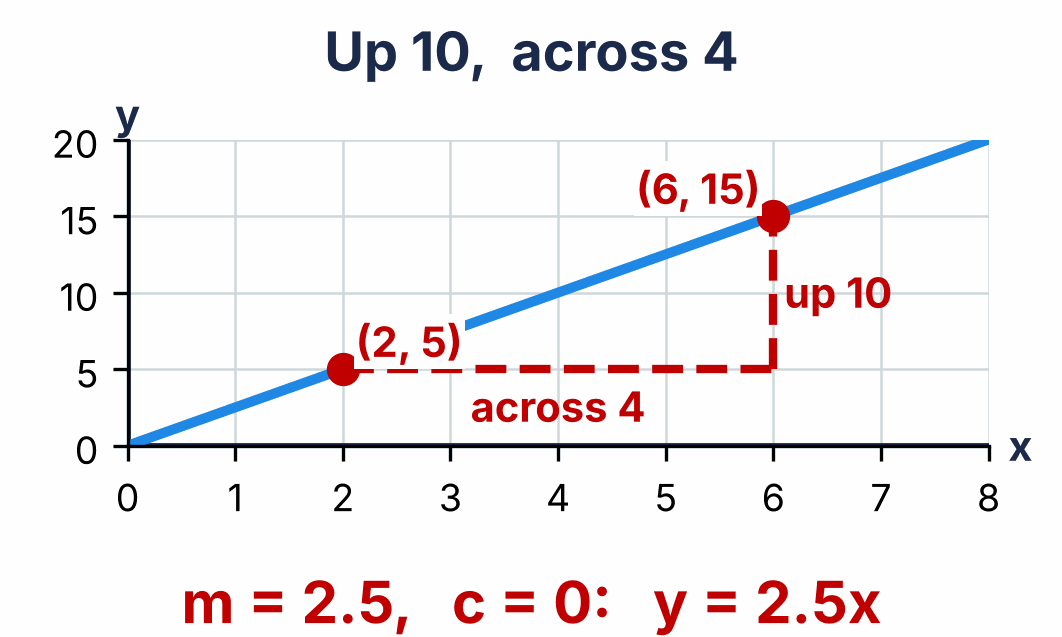 Up 10, across 4
y
20
(6, 15)
15
up 10
10
(2, 5)
5
across 4
0
x
0 1 2 3 4 5 6 7 8
m = 2.5, c = 0: y = 2.5x